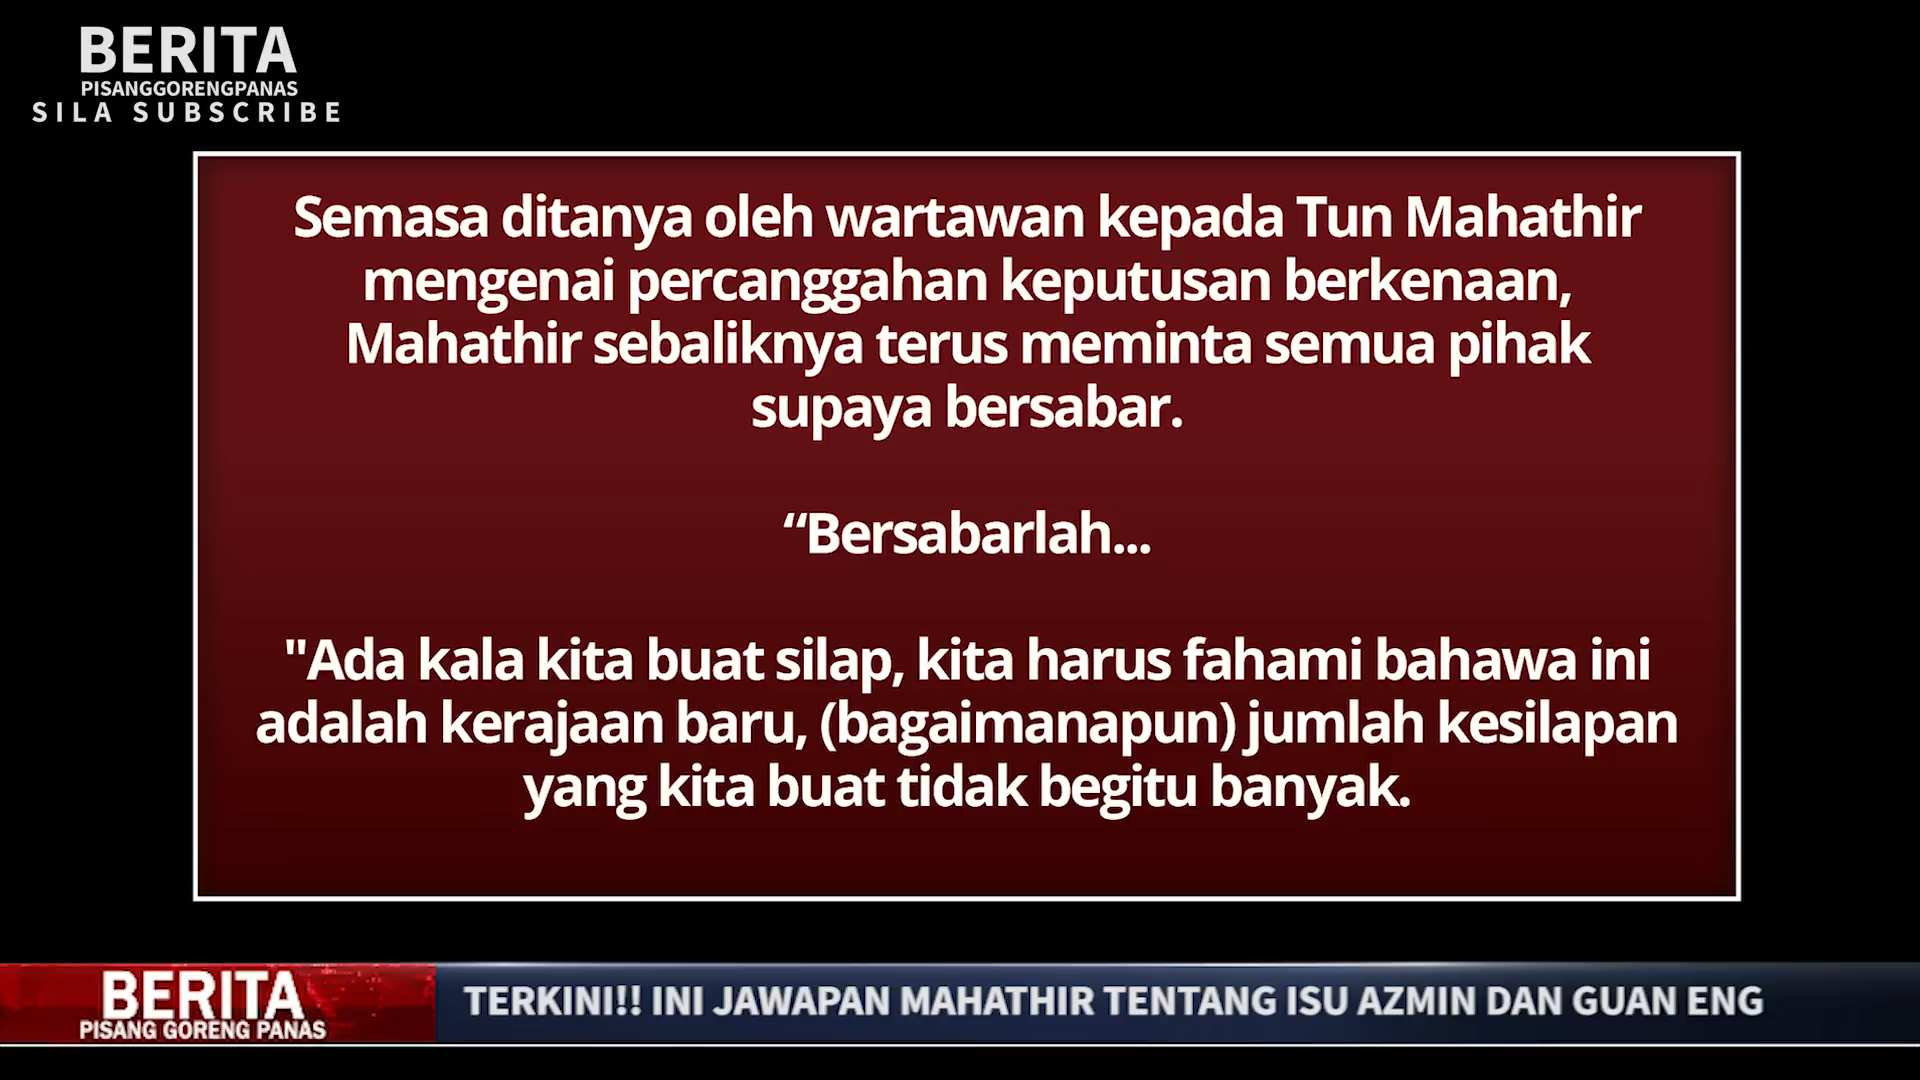 BERITA
PISANGGORENGPANAS
SILA SUBSCRIBE
Semasa ditanya oleh wartawan kepada Tun Mahathir
mengenai percanggahan keputusan berkenaan,
Mahathir sebaliknya terus meminta semua pihak
supaya bersabar.
“Bersabarlah...
"Ada kala kita buat silap, kita harus fahami bahawa ini
adalah kerajaan baru, (bagaimanapun) jumlah kesilapan
yang kita buat tidak begitu banyak.
BERITA
PISANG GORENG PANAS
TERKINI!! INI JAWAPAN MAHATHIR TENTANG ISU AZMIN DAN GUAN ENG